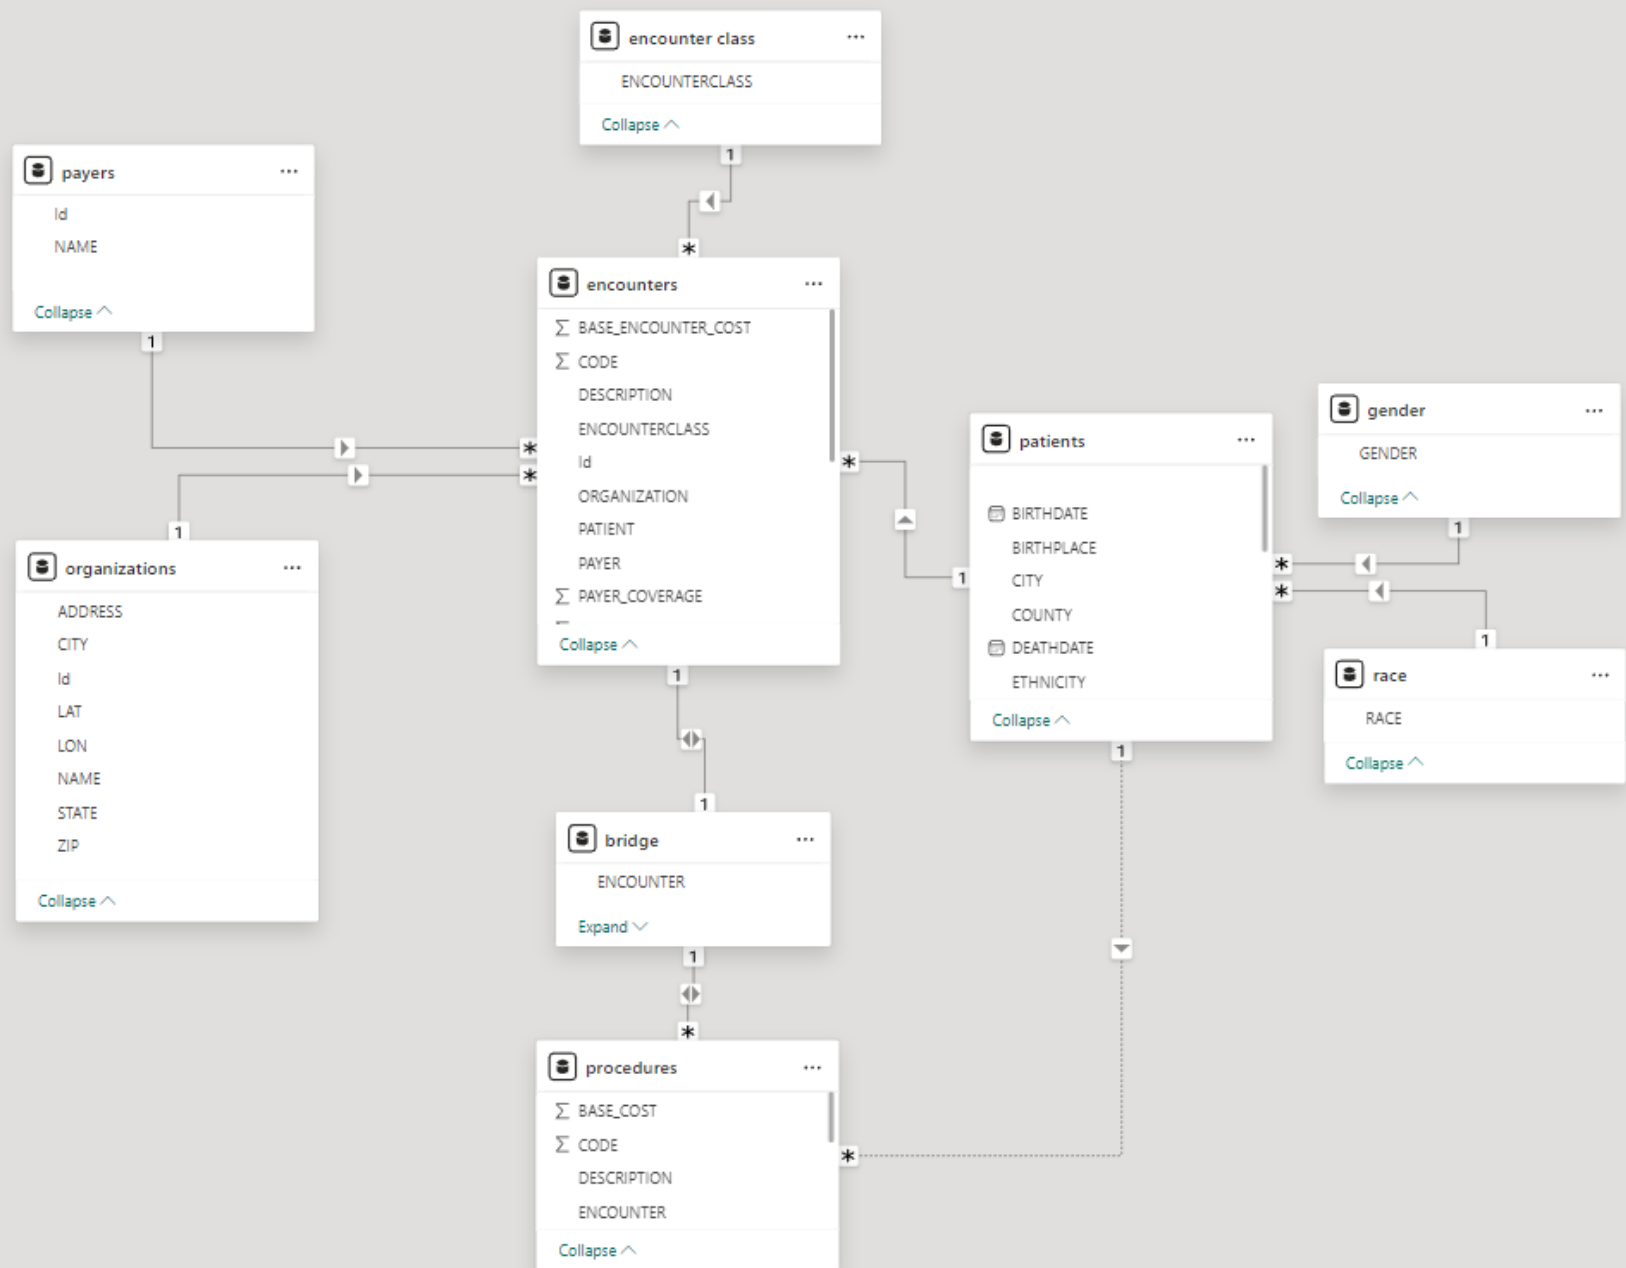 encounter class
...
ENCOUNTERCLASS
Collapse
1
*
payers
...
Id
NAME
Collapse
1
*
encounters
...
Σ BASE_ENCOUNTER_COST
Σ CODE
DESCRIPTION
ENCOUNTERCLASS
Id
ORGANIZATION
PATIENT
PAYER
Σ PAYER_COVERAGE
Collapse
1
*
organizations
...
ADDRESS
CITY
Id
LAT
LON
NAME
STATE
ZIP
Collapse
1
*
patients
...
BIRTHDATE
BIRTHPLACE
CITY
COUNTY
DEATHDATE
ETHNICITY
Collapse
1
*
1
gender
...
GENDER
Collapse
1
*
race
...
RACE
Collapse
1
*
bridge
...
ENCOUNTER
Expand
1
1
*
procedures
...
Σ BASE_COST
Σ CODE
DESCRIPTION
ENCOUNTER
Collapse
*